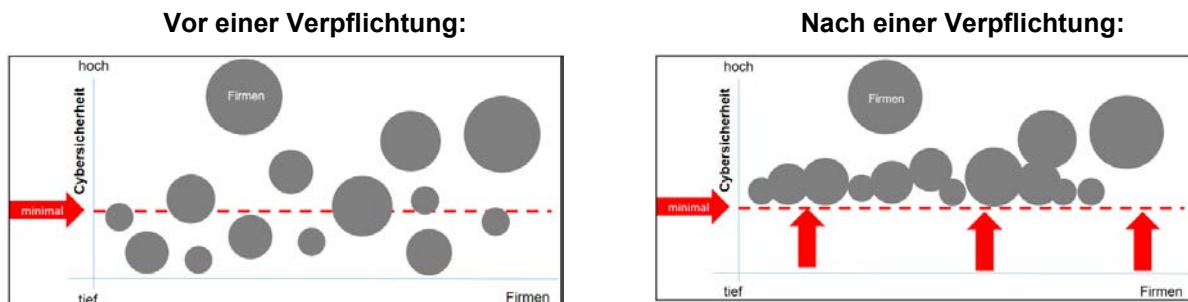 Vor einer Verpflichtung:
hoch
Cybersicherheit
Firmen
minimal
tief
Firmen
Nach einer Verpflichtung:
hoch
Cybersicherheit
Firmen
minimal
tief
Firmen